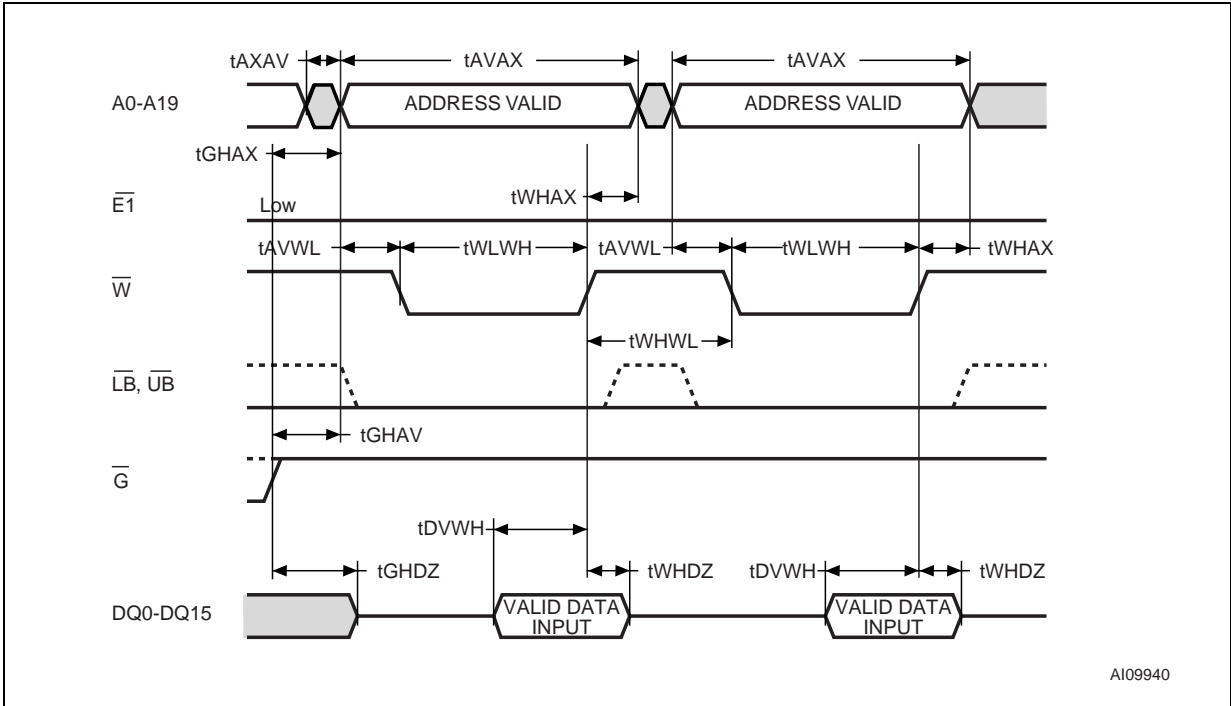 tAXAV
tAVAX
tAVAX
A0-A19
ADDRESS VALID
ADDRESS VALID
tGHAX
E1
Low
tWHAX
tAVWL
tWLWH
tAVWL
tWLWH
tWHAX
W
tWHWL
LB, UB
tGHAV
G
tDVWH
tGHDZ
tWHDZ
tDVWH
tWHDZ
DQ0-DQ15
VALID DATA
INPUT
VALID DATA
INPUT
AI09940